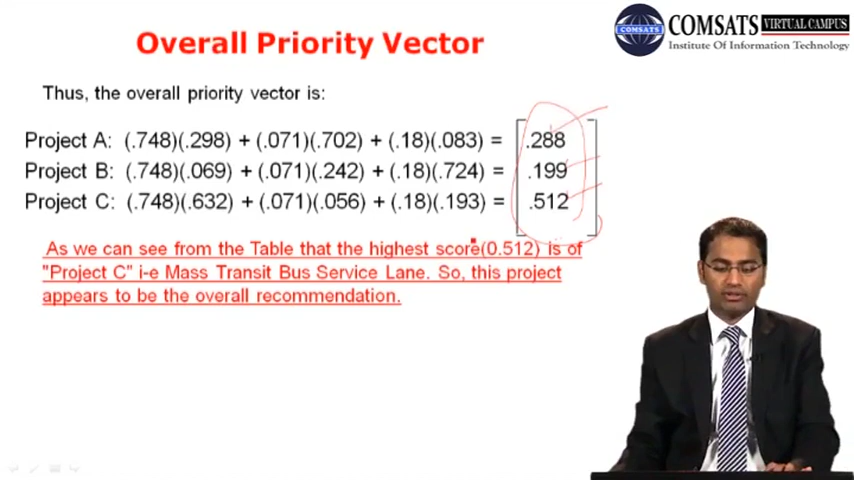 COMSATS VIRTUAL CAMPUS
COMSATS
Institute Of Information Technology
Overall Priority Vector
Thus, the overall priority vector is:
Project A: (.748)(.298) + (.071)(.702) + (.18)(.083) = .288
Project B: (.748)(.069) + (.071)(.242) + (.18)(.724) = .199
Project C: (.748)(.632) + (.071)(.056) + (.18)(.193) = .512
As we can see from the Table that the highest score(0.512) is of
"Project C" i-e Mass Transit Bus Service Lane. So, this project
appears to be the overall recommendation.